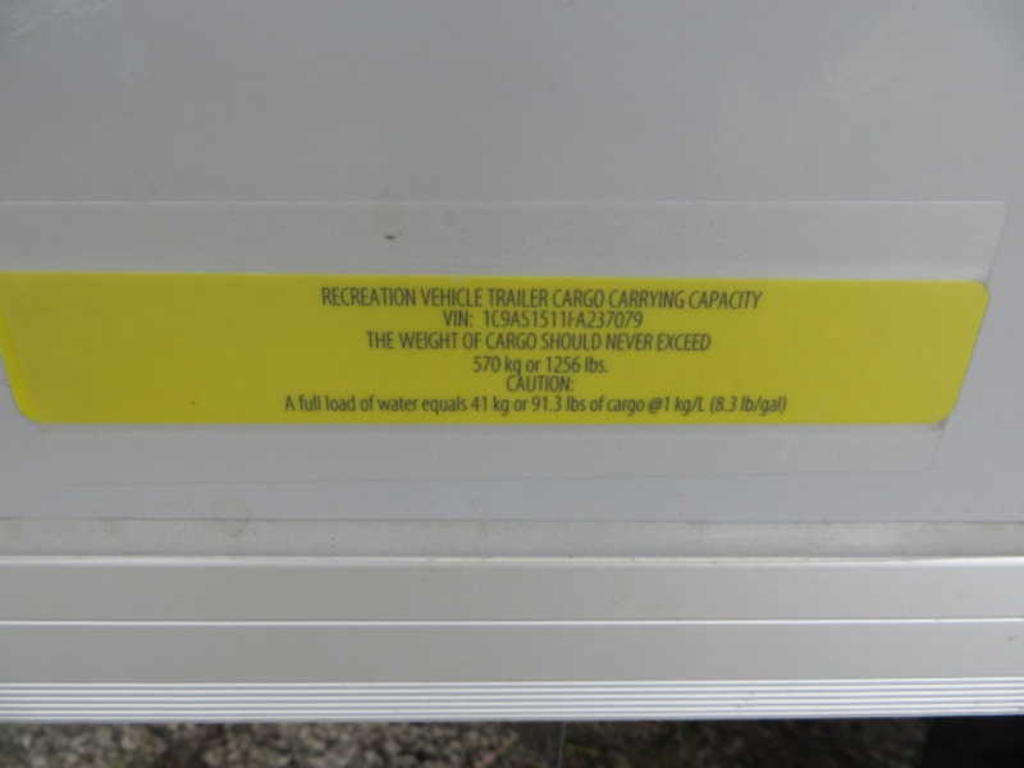 RECREATION VEHICLE TRAILER CARGO CARRYING CAPACITY
VIN: 1C9AS1511FA237079
THE WEIGHT OF CARGO SHOULD NEVER EXCEED
570 kg or 1256 lbs.
CAUTION:
A full load of water equals 41 kg or 91.3 lbs of cargo @1 kg/L (8.3 lb/gal)